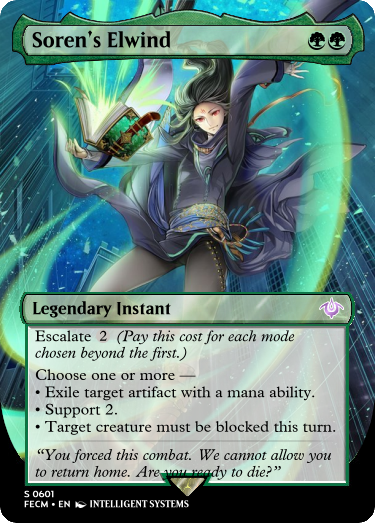 Soren's Elwind
Legendary Instant
Escalate 2 (Pay this cost for each mode
chosen beyond the first.)
Choose one or more —
• Exile target artifact with a mana ability.
• Support 2.
• Target creature must be blocked this turn.
“You forced this combat. We cannot allow you
to return home. Are you ready to die?”
S 0601
FECM • EN INTELLIGENT SYSTEMS